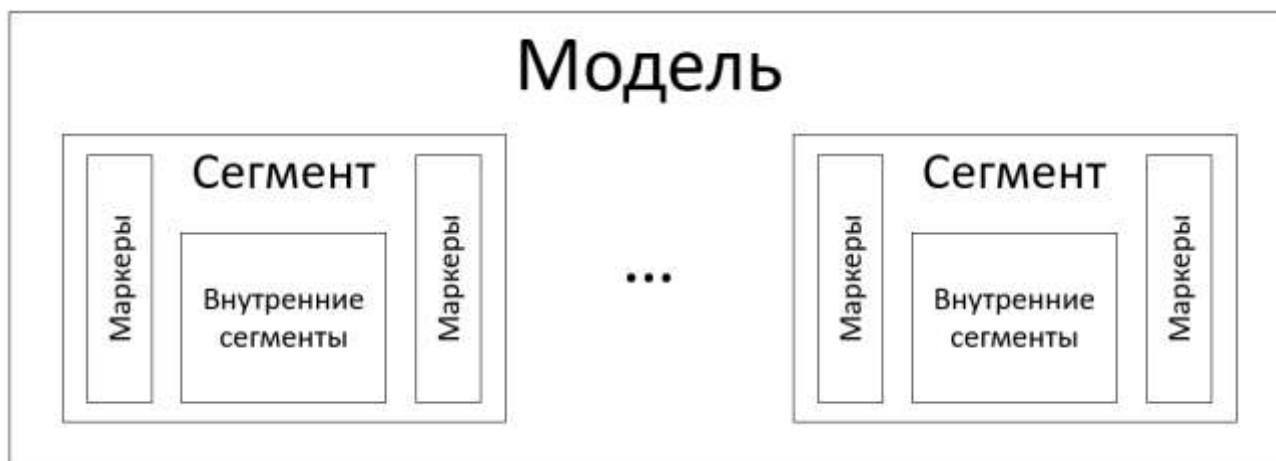 Модель
Сегмент
Маркеры
Внутренние
сегменты
Маркеры
...
Сегмент
Маркеры
Внутренние
сегменты
Маркеры